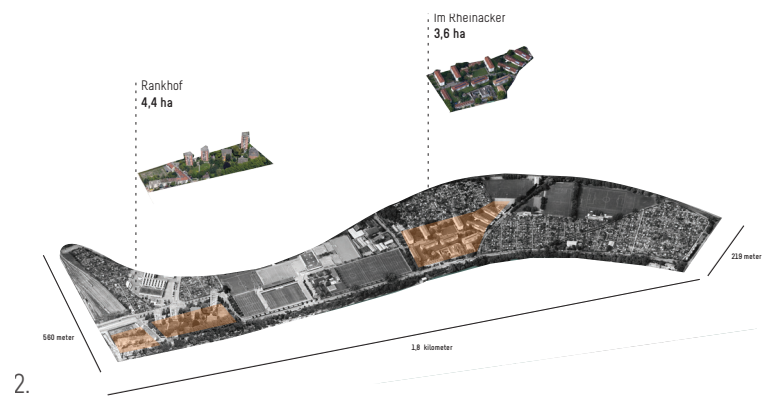 Im Rheinacker
3,6 ha
Rankhof
4,4 ha
219 meter
560 meter
1,8 kilometer
2.